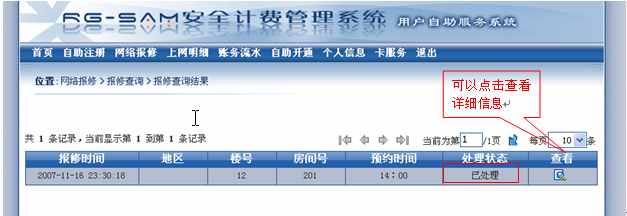 RG-SAM安全计费管理系统 用户自助服务系统
首页 自助注册 网络报修 上网明细 账务流水 自助开通 个人信息 卡服务 退出
位置:网络报修>报修查询>报修查询结果
可以点击查看
详细信息
共 1 条记录,当前显示第 1 到第 1 条记录 当前为第 1 /1页 每页 10 条
报修时间 地区 楼号 房间号 预约时间 处理状态 查看
2007-11-16 23:30:18 12 201 14:00 已处理